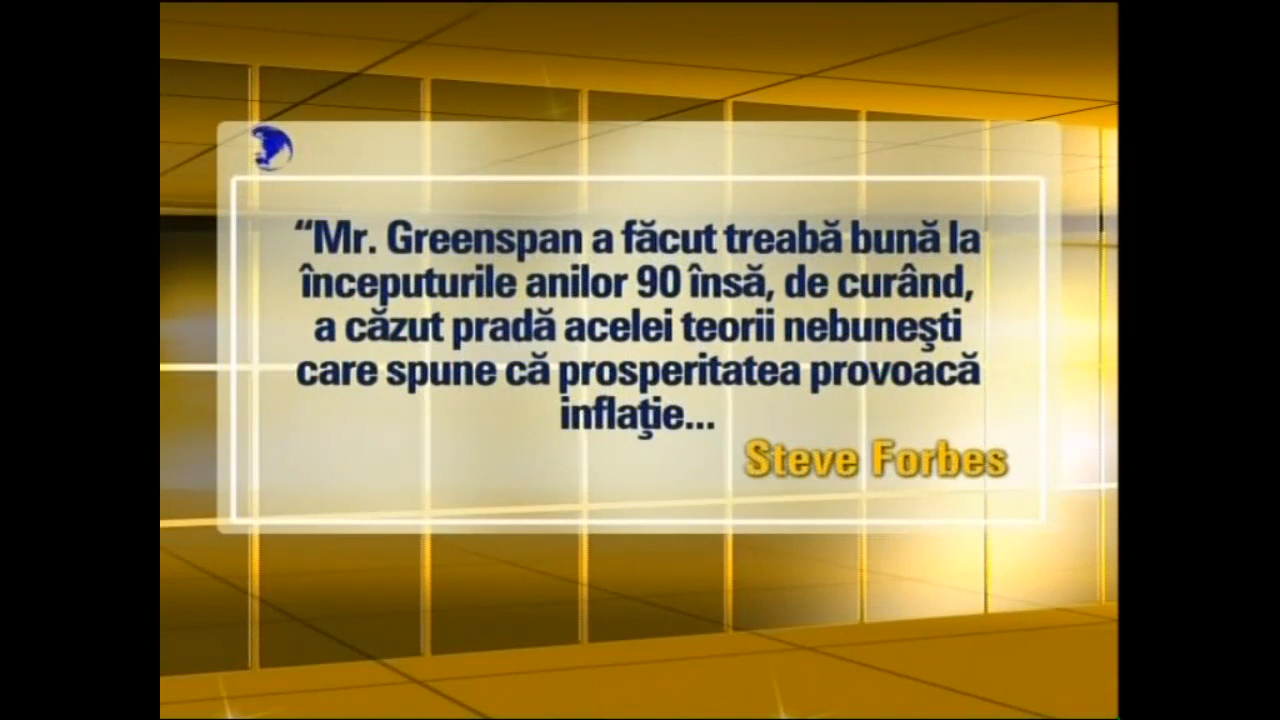 “Mr. Greenspan a făcut treabă bună la
începuturile anilor 90 însă, de curând,
a căzut pradă acelei teorii nebuneşti
care spune că prosperitatea provoacă
inflaţie...
Steve Forbes